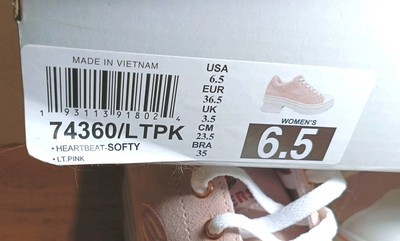 MADE IN VIETNAM
1 93113 91802 4
74360/LTPK
• HEARTBEAT-SOFTY
• LT.PINK
USA
6.5
EUR
36.5
UK
3.5
CM
23.5
BRA
35
WOMEN'S
6.5